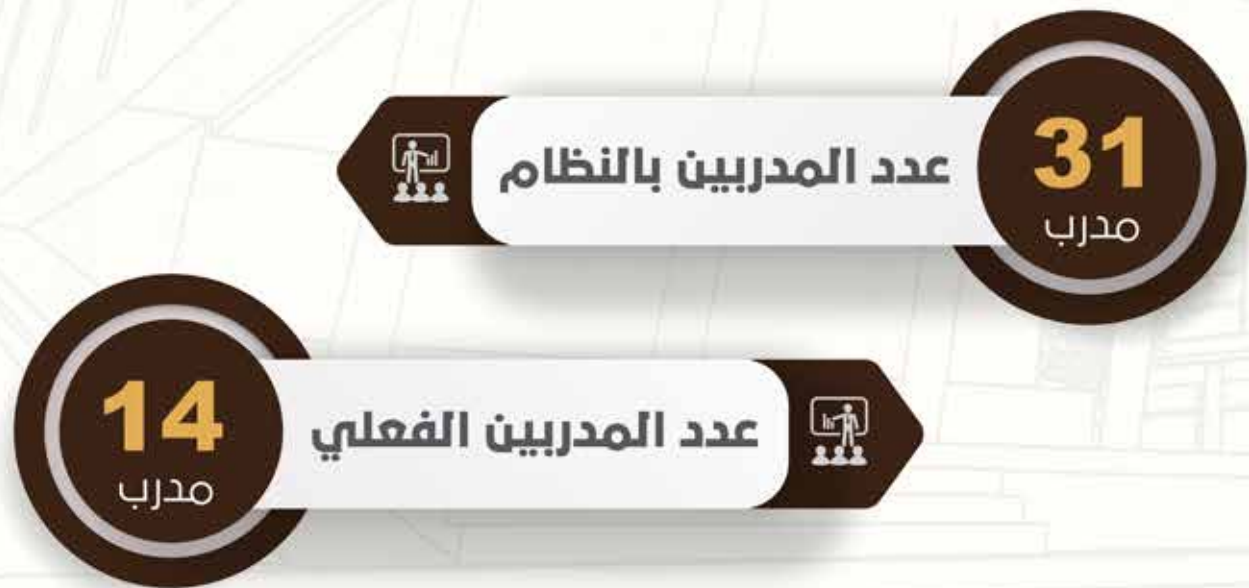 عدد المدربين بالنظام
31
مدرب
عدد المدربين الفعلي
14
مدرب